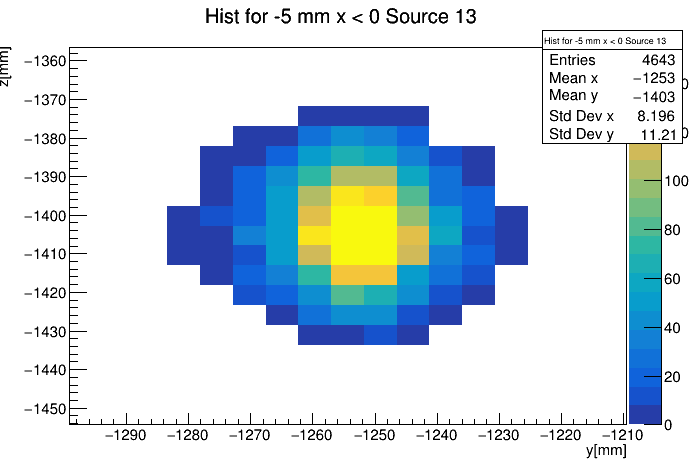 Hist for -5 mm x < 0 Source 13
z[mm]
Hist for -5 mm x < 0 Source 13
Entries 4643
Mean x −1253
Mean y −1403
Std Dev x 8.196
Std Dev y 11.21
−1360
−1370
−1380
−1390
−1400
−1410
−1420
−1430
−1440
−1450
100
80
60
40
20
0
−1290 −1280 −1270 −1260 −1250 −1240 −1230 −1220 −1210
y[mm]